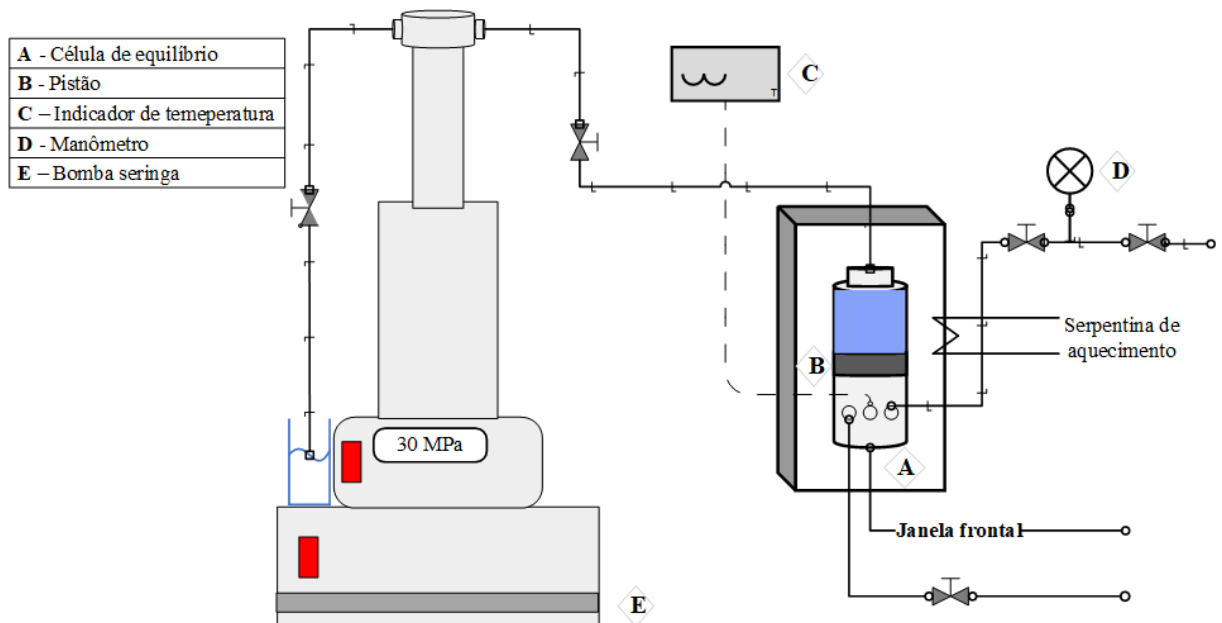 A - Célula de equilíbrio
B - Pistão
C – Indicador de temeperatura
D - Manômetro
E – Bomba seringa
C
T
D
Serpentina de
aquecimento
B
30 MPa
A
Janela frontal
E